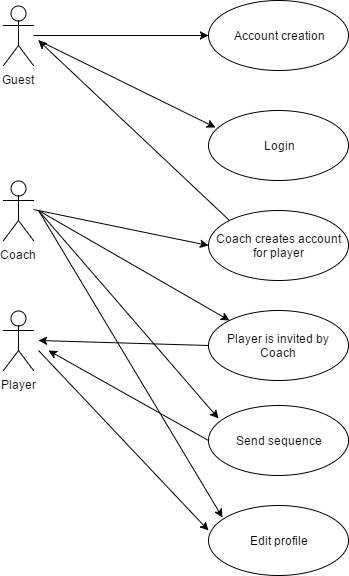 Account creation
Guest
Login
Coach creates account
for player
Coach
Player is invited by
Coach
Player
Send sequence
Edit profile